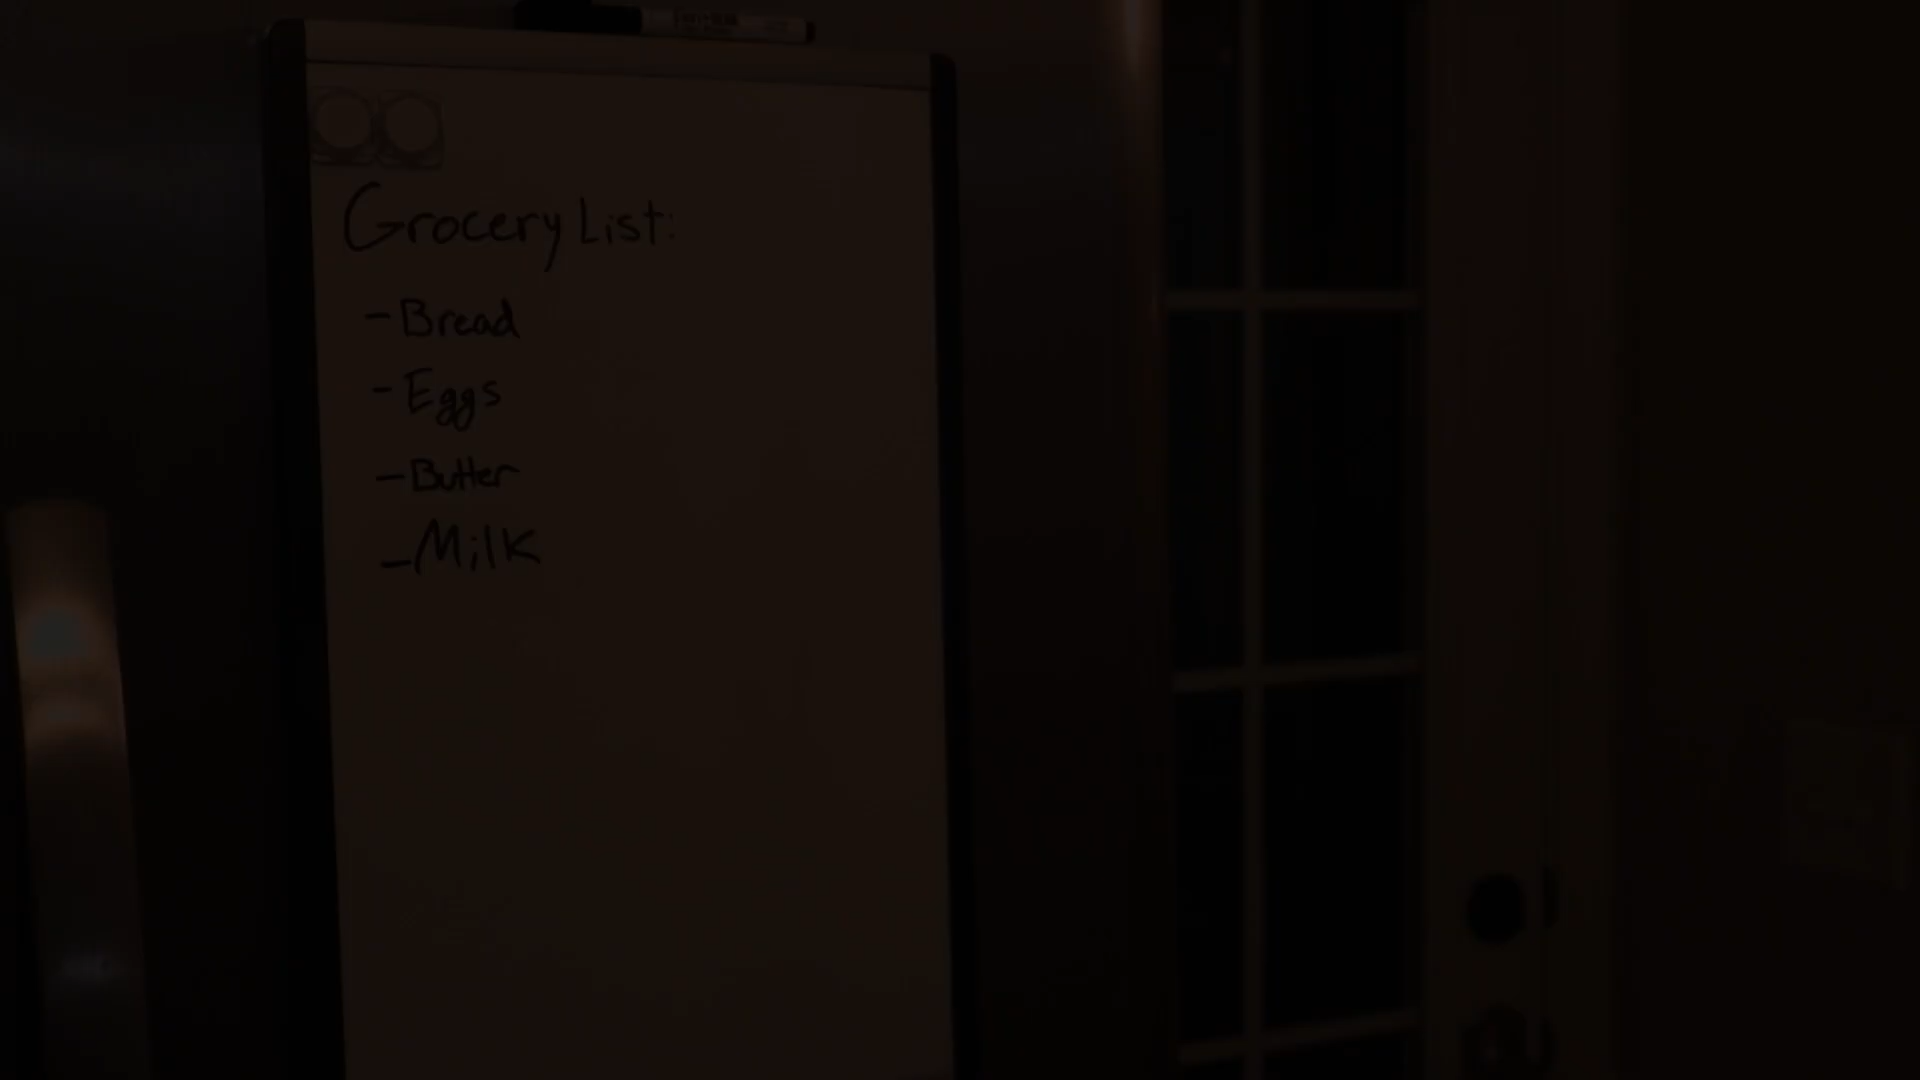 Grocery List:
- Bread
- Eggs
- Butter
- Milk